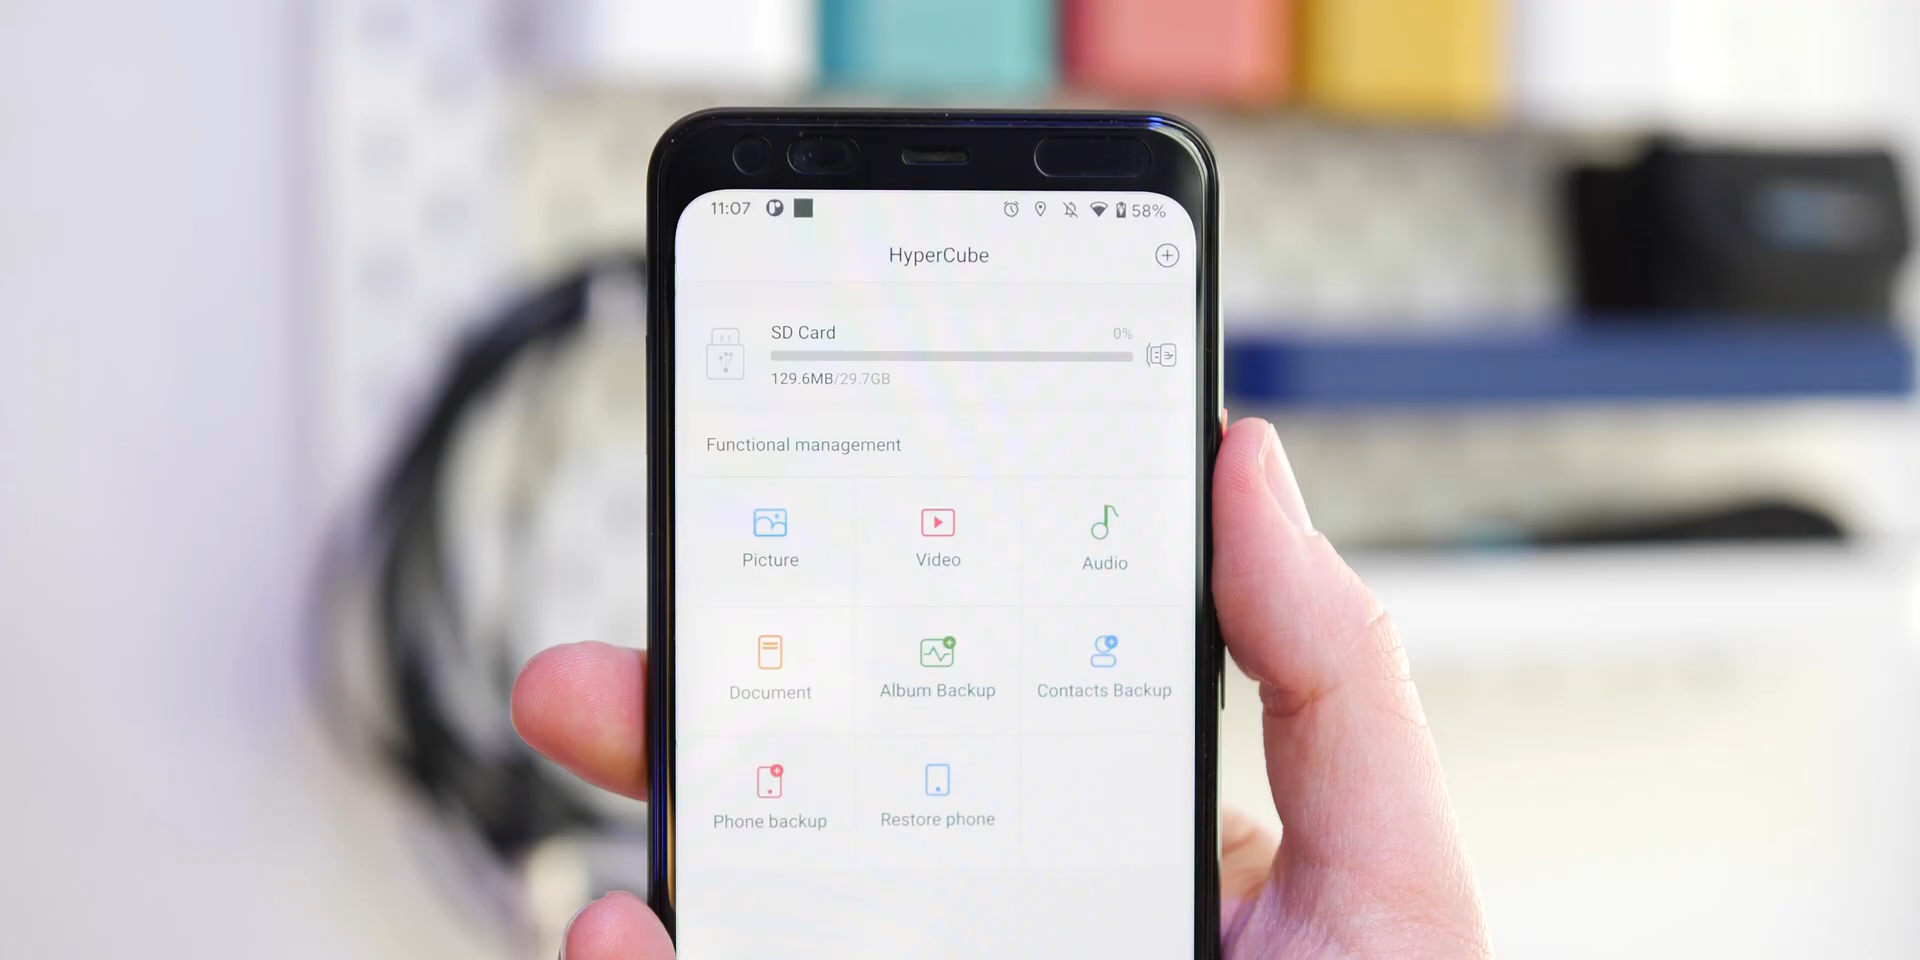 11:07 58%
HyperCube
SD Card 0%
129.6MB/29.7GB
Functional management
Picture Video Audio
Document Album Backup Contacts Backup
Phone backup Restore phone